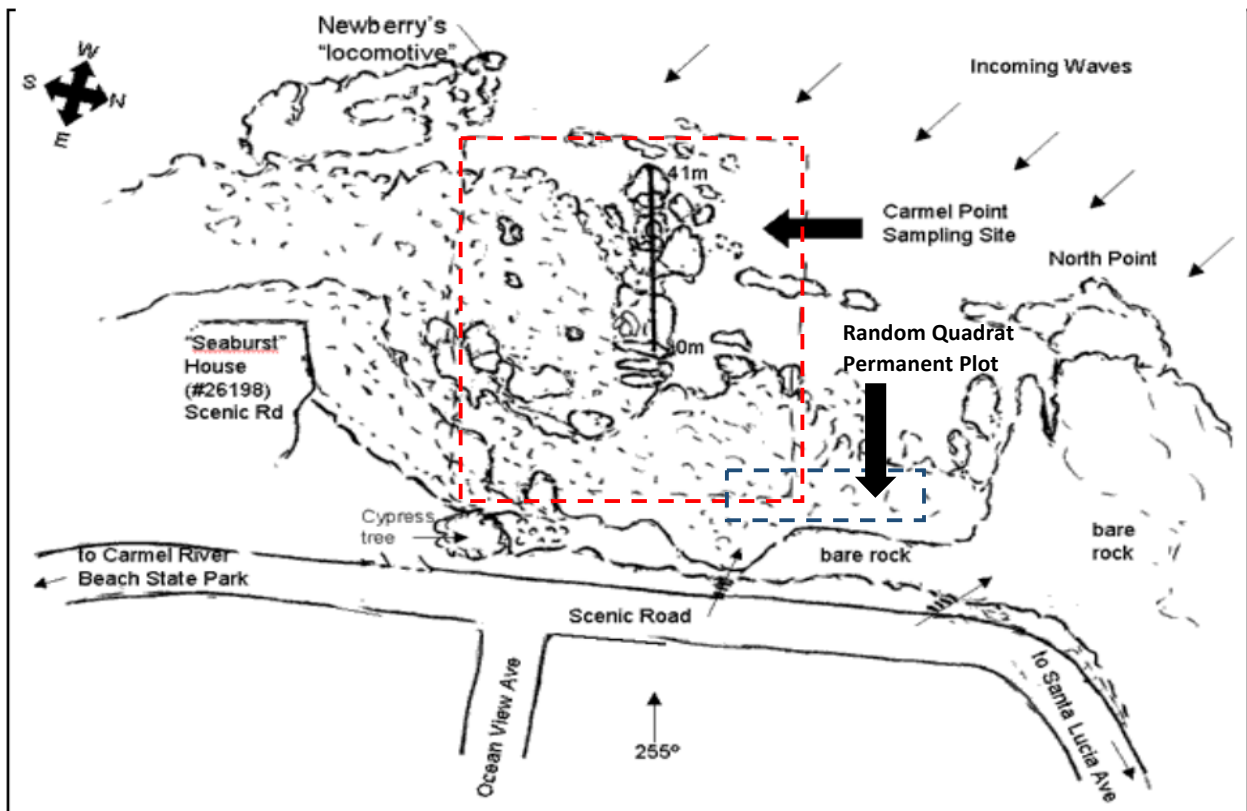 Newberry's
"locomotive"
W
S
N
E
Incoming Waves
41m
Carmel Point
Sampling Site
North Point
"Seaburst"
House
(#26198)
Scenic Rd
0m
Random Quadrat
Permanent Plot
Cypress
tree
to Carmel River
Beach State Park
bare rock
bare
rock
Scenic Road
Ocean View Ave
255º
to Santa Lucia Ave